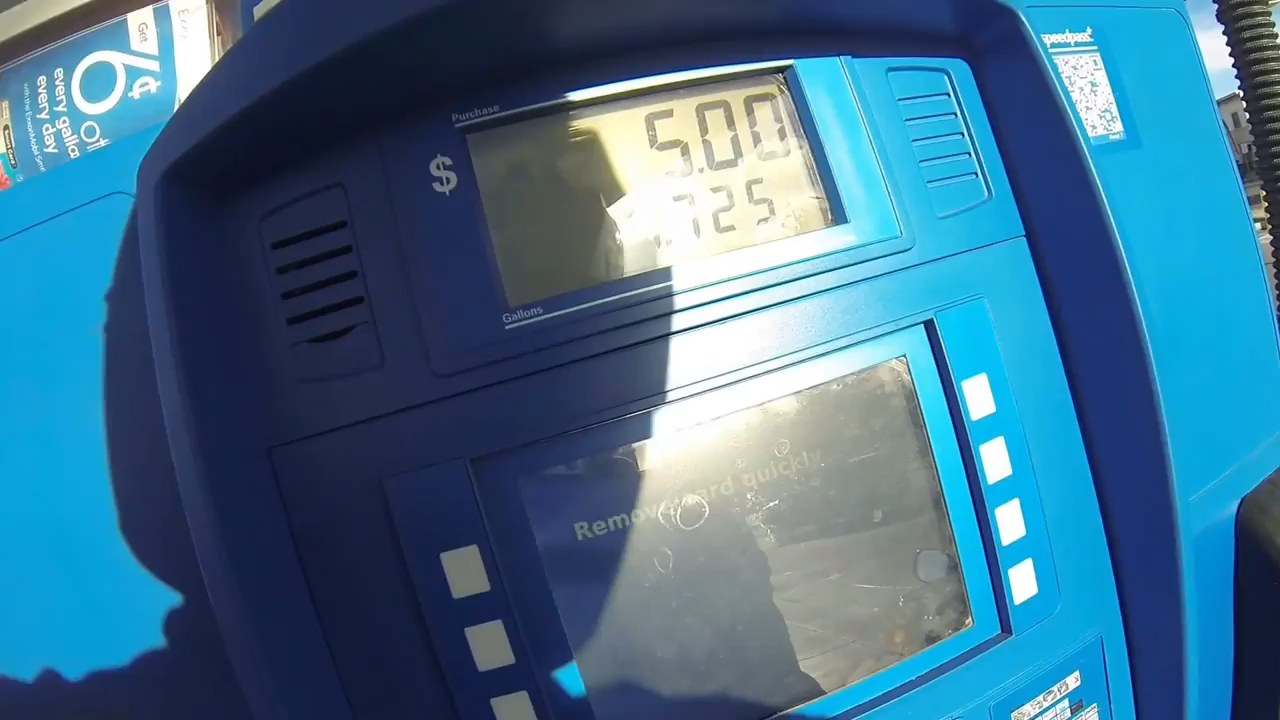 Get
6¢ off
every gallon
every day
speedpass+
Purchase
$
5.00
.725
Gallons
Remove card quickly